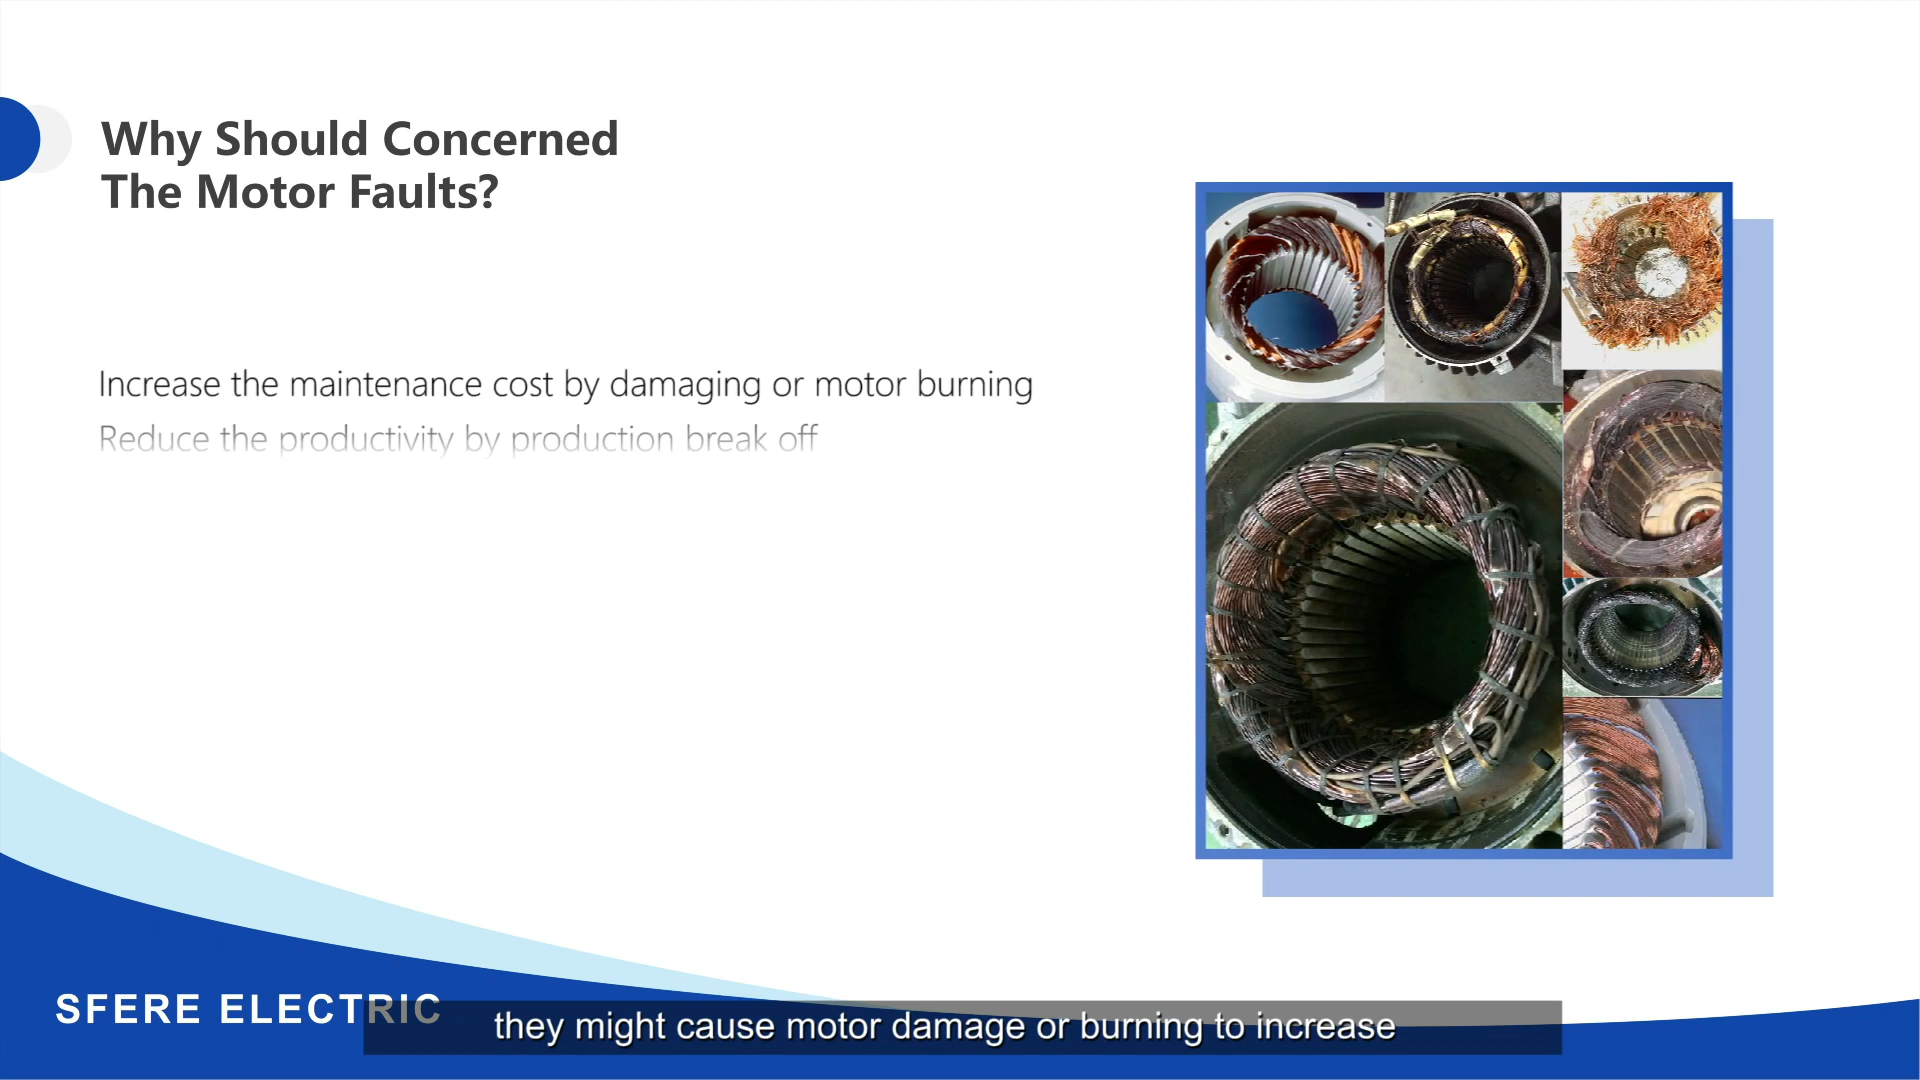 Why Should Concerned
The Motor Faults?
Increase the maintenance cost by damaging or motor burning
Reduce the productivity by production break off
SFERE ELECTRIC
they might cause motor damage or burning to increase